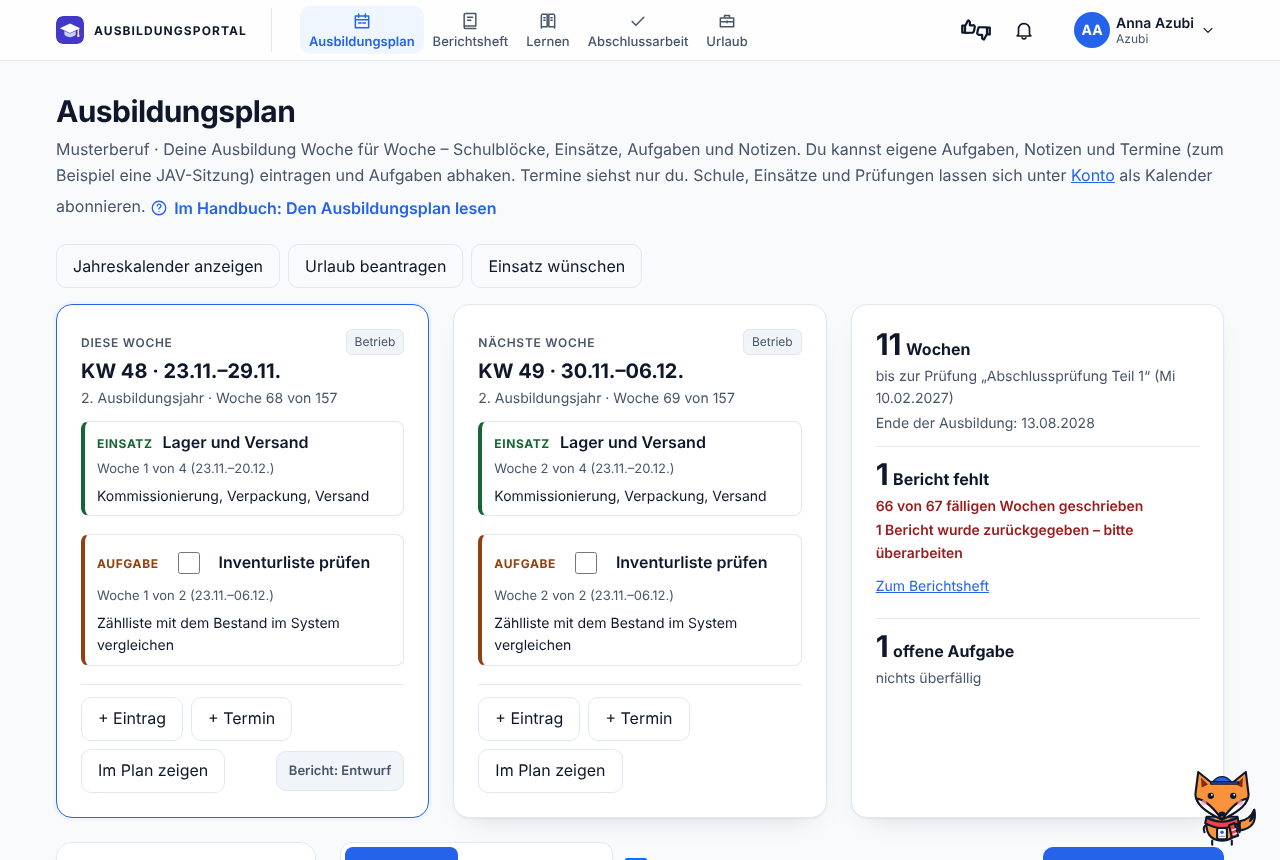 AUSBILDUNGSPORTAL
Ausbildungsplan
Berichtsheft
Lernen
Abschlussarbeit
Urlaub
AA
Anna Azubi
Azubi
Ausbildungsplan
Musterberuf · Deine Ausbildung Woche für Woche – Schulblöcke, Einsätze, Aufgaben und Notizen. Du kannst eigene Aufgaben, Notizen und Termine (zum
Beispiel eine JAV-Sitzung) eintragen und Aufgaben abhaken. Termine siehst nur du. Schule, Einsätze und Prüfungen lassen sich unter Konto als Kalender
abonnieren. Im Handbuch: Den Ausbildungsplan lesen
Jahreskalender anzeigen
Urlaub beantragen
Einsatz wünschen
DIESE WOCHE
Betrieb
KW 48 · 23.11.–29.11.
2. Ausbildungsjahr · Woche 68 von 157
EINSATZ Lager und Versand
Woche 1 von 4 (23.11.–20.12.)
Kommissionierung, Verpackung, Versand
AUFGABE Inventurliste prüfen
Woche 1 von 2 (23.11.–06.12.)
Zählliste mit dem Bestand im System
vergleichen
+ Eintrag
+ Termin
Im Plan zeigen
Bericht: Entwurf
NÄCHSTE WOCHE
Betrieb
KW 49 · 30.11.–06.12.
2. Ausbildungsjahr · Woche 69 von 157
EINSATZ Lager und Versand
Woche 2 von 4 (23.11.–20.12.)
Kommissionierung, Verpackung, Versand
AUFGABE Inventurliste prüfen
Woche 2 von 2 (23.11.–06.12.)
Zählliste mit dem Bestand im System
vergleichen
+ Eintrag
+ Termin
Im Plan zeigen
11 Wochen
bis zur Prüfung „Abschlussprüfung Teil 1“ (Mi
10.02.2027)
Ende der Ausbildung: 13.08.2028
1 Bericht fehlt
66 von 67 fälligen Wochen geschrieben
1 Bericht wurde zurückgegeben – bitte
überarbeiten
Zum Berichtsheft
1 offene Aufgabe
nichts überfällig